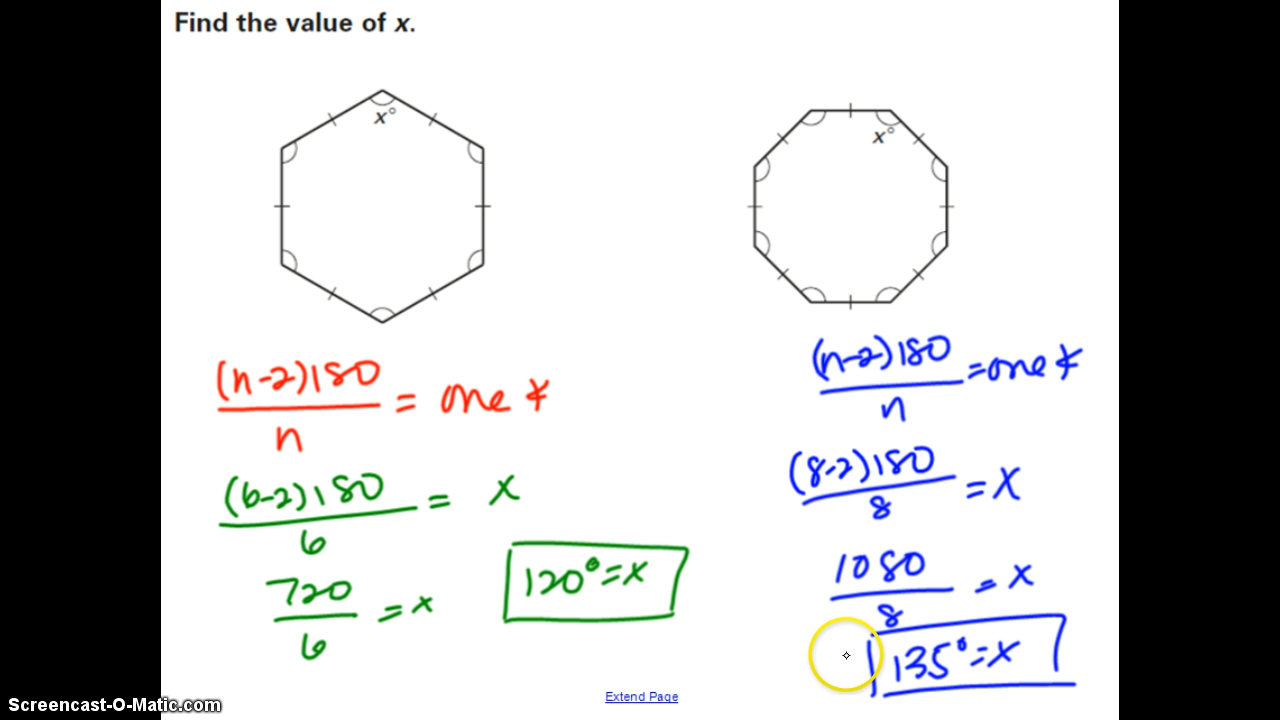 Find the value of x.
x°
x°
(n-2)180
n
= one ∡
(6-2)180
6
= x
720
6
= x
120° = x
(n-2)180
n
= one ∡
(8-2)180
8
= x
1080
8
= x
135° = x
Extend Page
Screencast-O-Matic.com